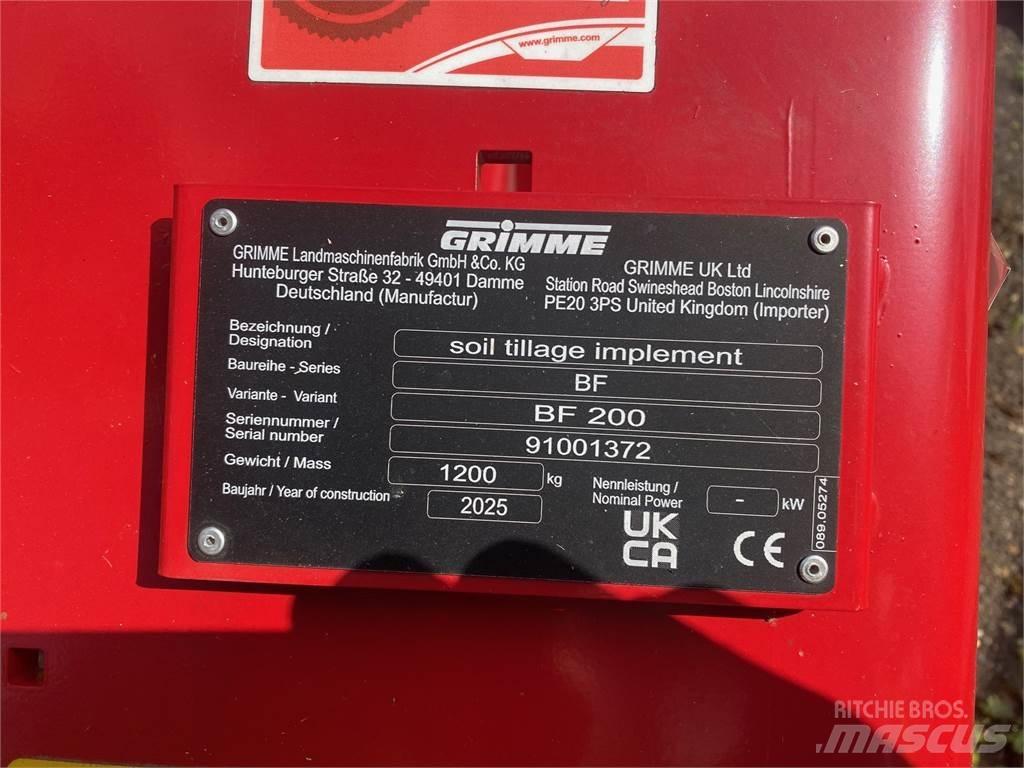 www.grimme.com
GRIMME
GRIMME Landmaschinenfabrik GmbH &Co. KG
Hunteburger Straße 32 - 49401 Damme
Deutschland (Manufactur)
GRIMME UK Ltd
Station Road Swineshead Boston Lincolnshire
PE20 3PS United Kingdom (Importer)
Bezeichnung /
Designation
soil tillage implement
Baureihe - Series
BF
Variante - Variant
BF 200
Seriennummer /
Serial number
91001372
Gewicht / Mass
1200 kg
Baujahr / Year of construction
2025
Nennleistung /
Nominal Power
- kW
UK
CA
CE
089.05274
RITCHIE BROS.
MASCUS